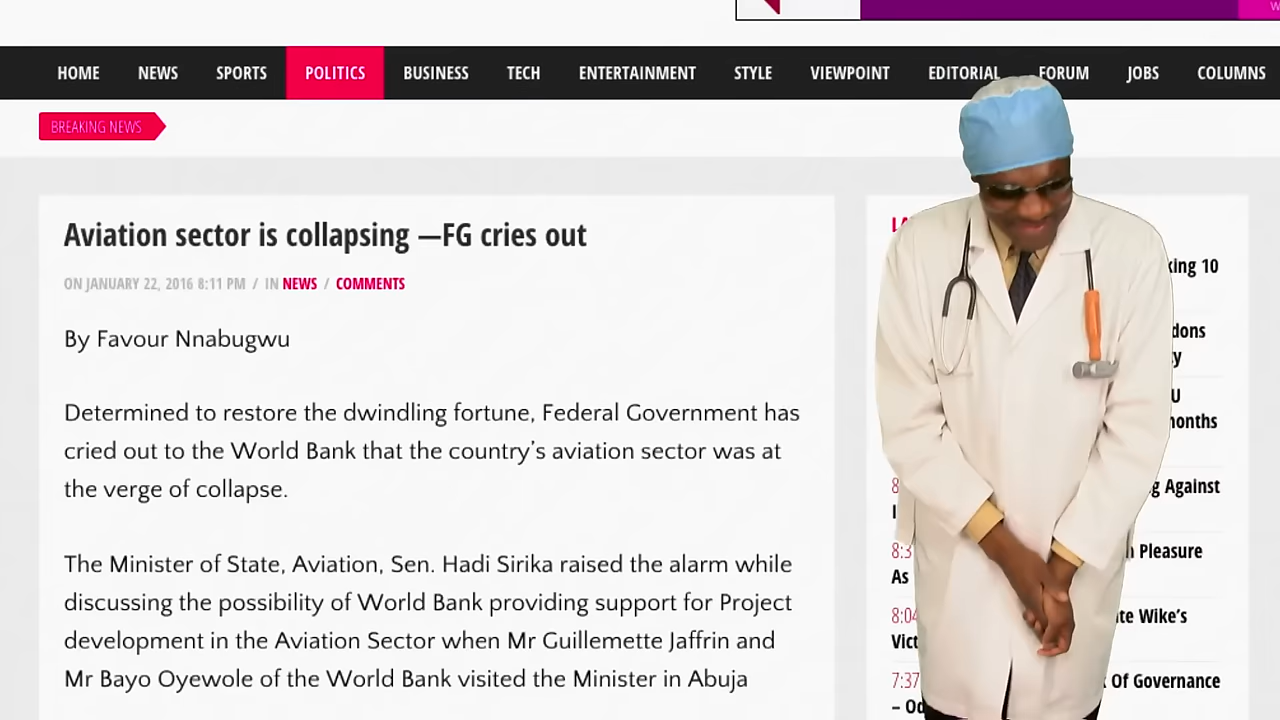 HOME NEWS SPORTS POLITICS BUSINESS TECH ENTERTAINMENT STYLE VIEWPOINT EDITORIAL FORUM JOBS COLUMNS
BREAKING NEWS
Aviation sector is collapsing —FG cries out
ON JANUARY 22, 2016 8:11 PM / IN NEWS / COMMENTS
By Favour Nnabugwu
Determined to restore the dwindling fortune, Federal Government has
cried out to the World Bank that the country’s aviation sector was at
the verge of collapse.
The Minister of State, Aviation, Sen. Hadi Sirika raised the alarm while
discussing the possibility of World Bank providing support for Project
development in the Aviation Sector when Mr Guillemette Jaffrin and
Mr Bayo Oyewole of the World Bank visited the Minister in Abuja
10
Against
Pleasure
As
8:04 Wike’s
7:37 Of Governance